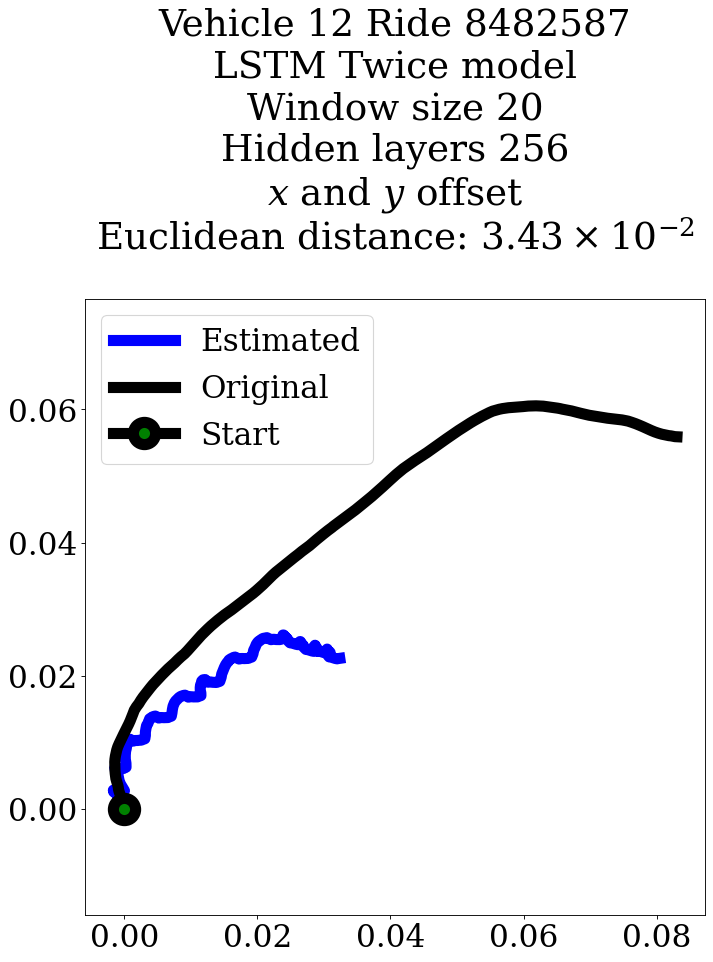 Vehicle 12 Ride 8482587
LSTM Twice model
Window size 20
Hidden layers 256
x and y offset
Euclidean distance: 3.43 × 10⁻²
Estimated
Original
Start
0.06
0.04
0.02
0.00
0.00 0.02 0.04 0.06 0.08